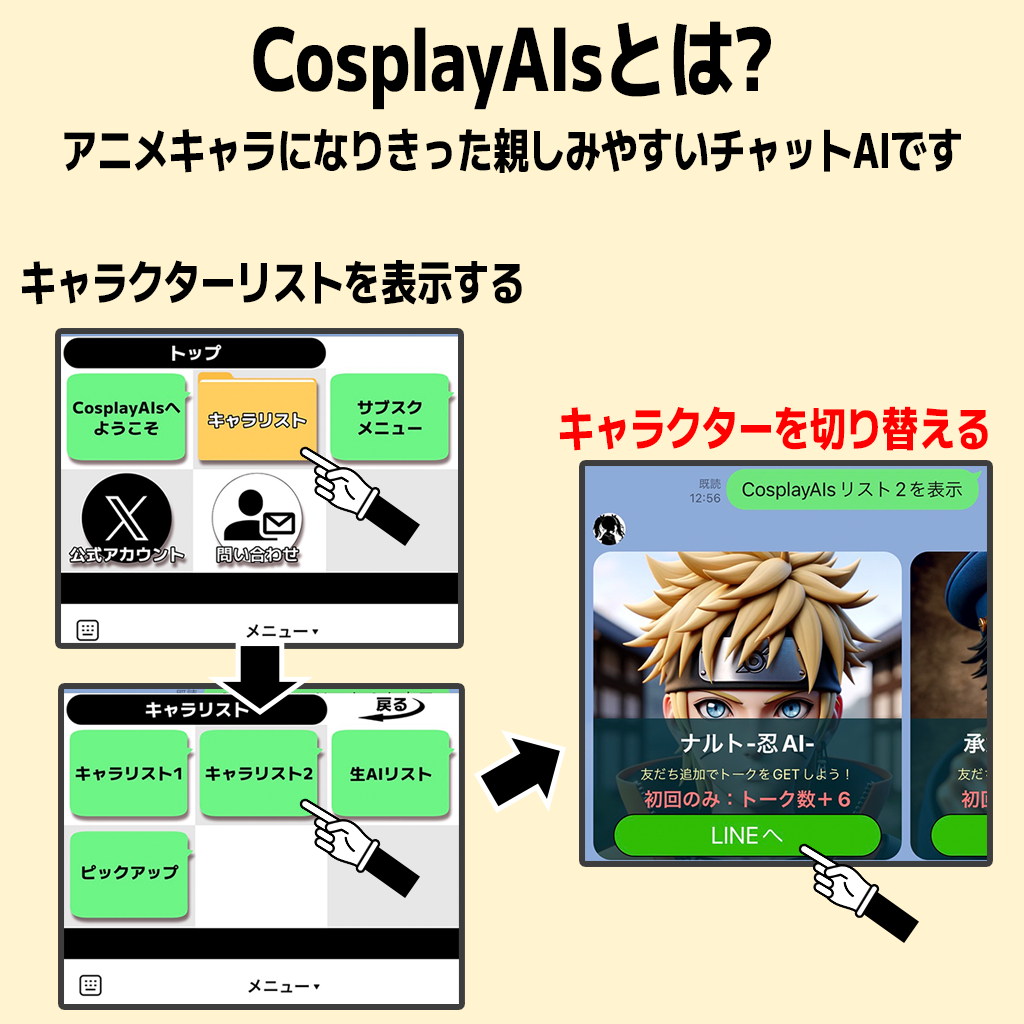 CosplayAIsとは?
アニメキャラになりきった親しみやすいチャットAIです
キャラクターリストを表示する
トップ
CosplayAIsへ
ようこそ
キャラリスト
サブスク
メニュー
公式アカウント
問い合わせ
メニュー▾
キャラリスト
戻る
キャラリスト1
キャラリスト2
生AIリスト
ピックアップ
メニュー▾
キャラクターを切り替える
既読
12:56
CosplayAIs リスト 2 を表示
ナルト-忍 AI-
友だち追加でトークをGETしよう！
初回のみ：トーク数＋６
LINEへ
承
友だ
初回